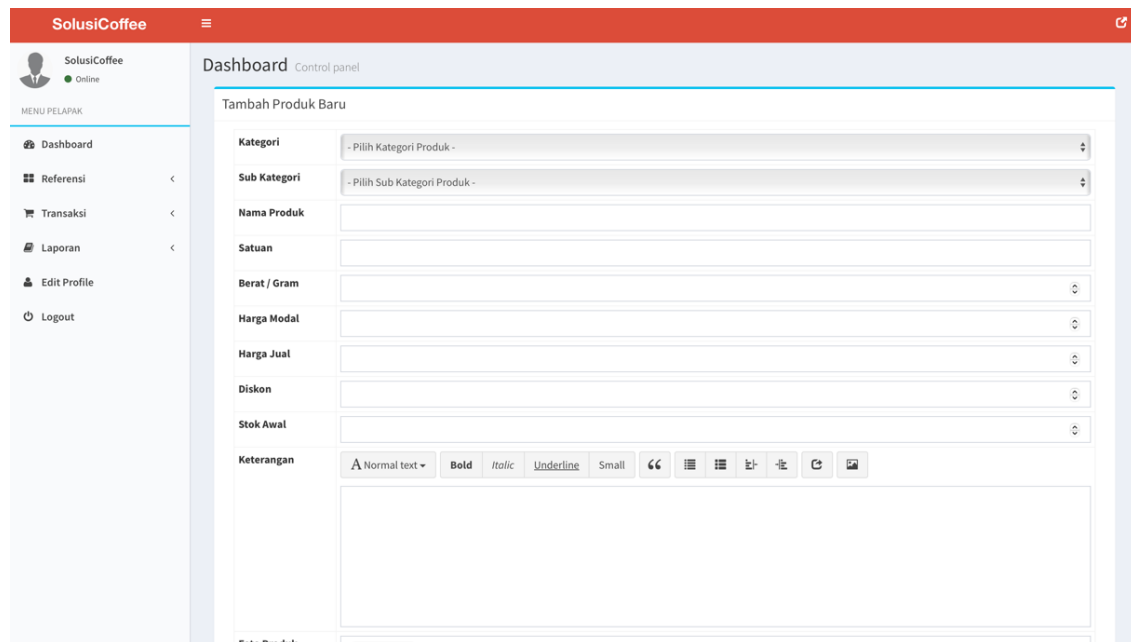 SolusiCoffee
SolusiCoffee
Online
MENU PELAPAK
Dashboard
Referensi
Transaksi
Laporan
Edit Profile
Logout
Dashboard Control panel
Tambah Produk Baru
Kategori
- Pilih Kategori Produk -
Sub Kategori
- Pilih Sub Kategori Produk -
Nama Produk
Satuan
Berat / Gram
Harga Modal
Harga Jual
Diskon
Stok Awal
Keterangan
A Normal text Bold Italic Underline Small